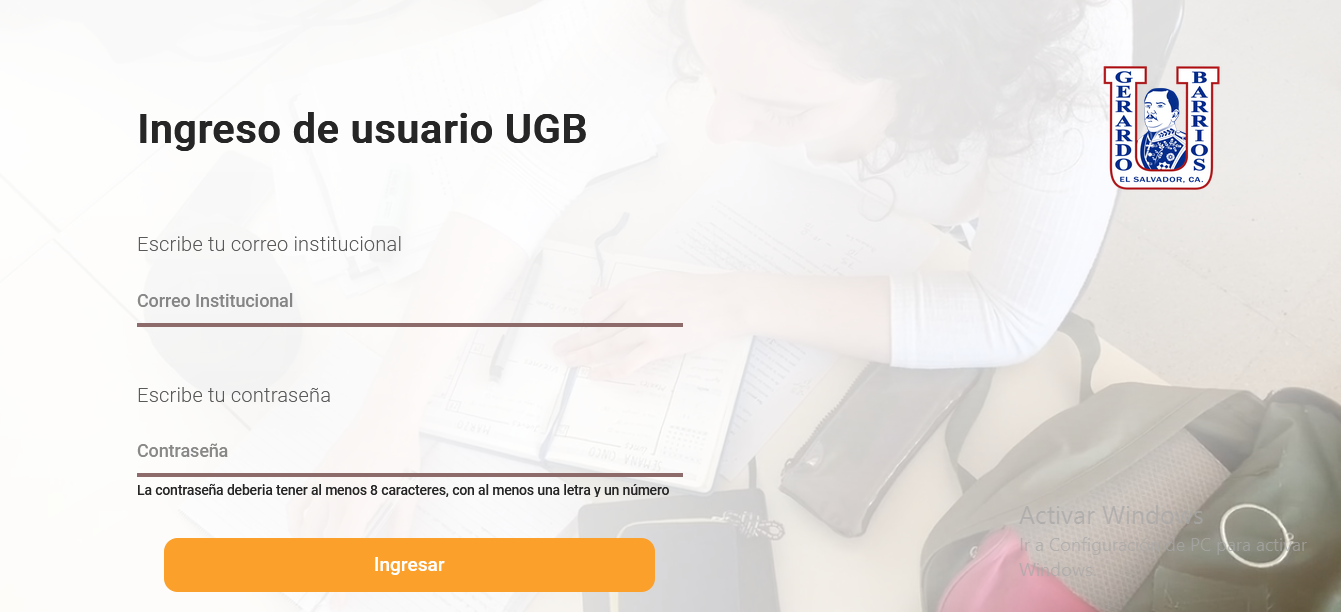 GERARDO
BARRIOS
EL SALVADOR, CA.
Ingreso de usuario UGB
Escribe tu correo institucional
Correo Institucional
Escribe tu contraseña
Contraseña
La contraseña deberia tener al menos 8 caracteres, con al menos una letra y un número
Ingresar
Activar Windows
Ir a Configuración de PC para activar
Windows.